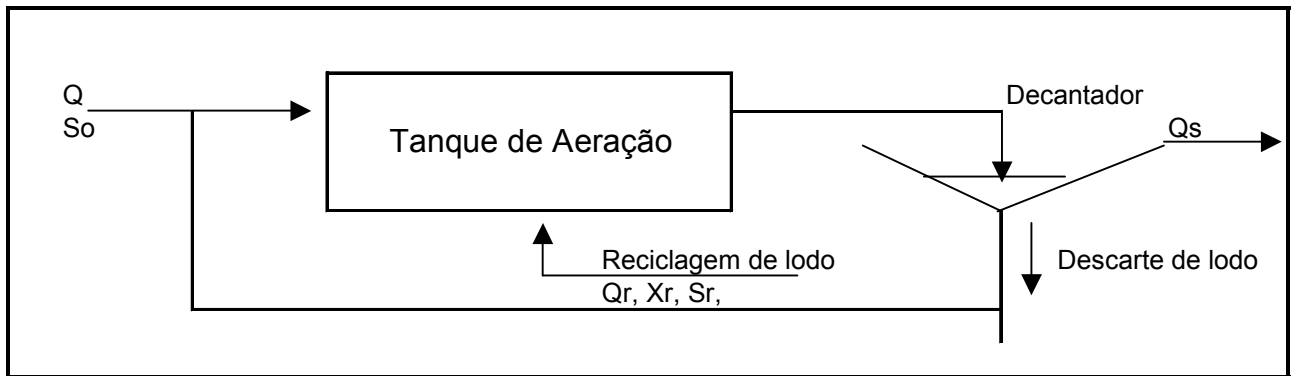 Q
So
Tanque de Aeração
Decantador
Qs
Reciclagem de lodo
Qr, Xr, Sr,
Descarte de lodo